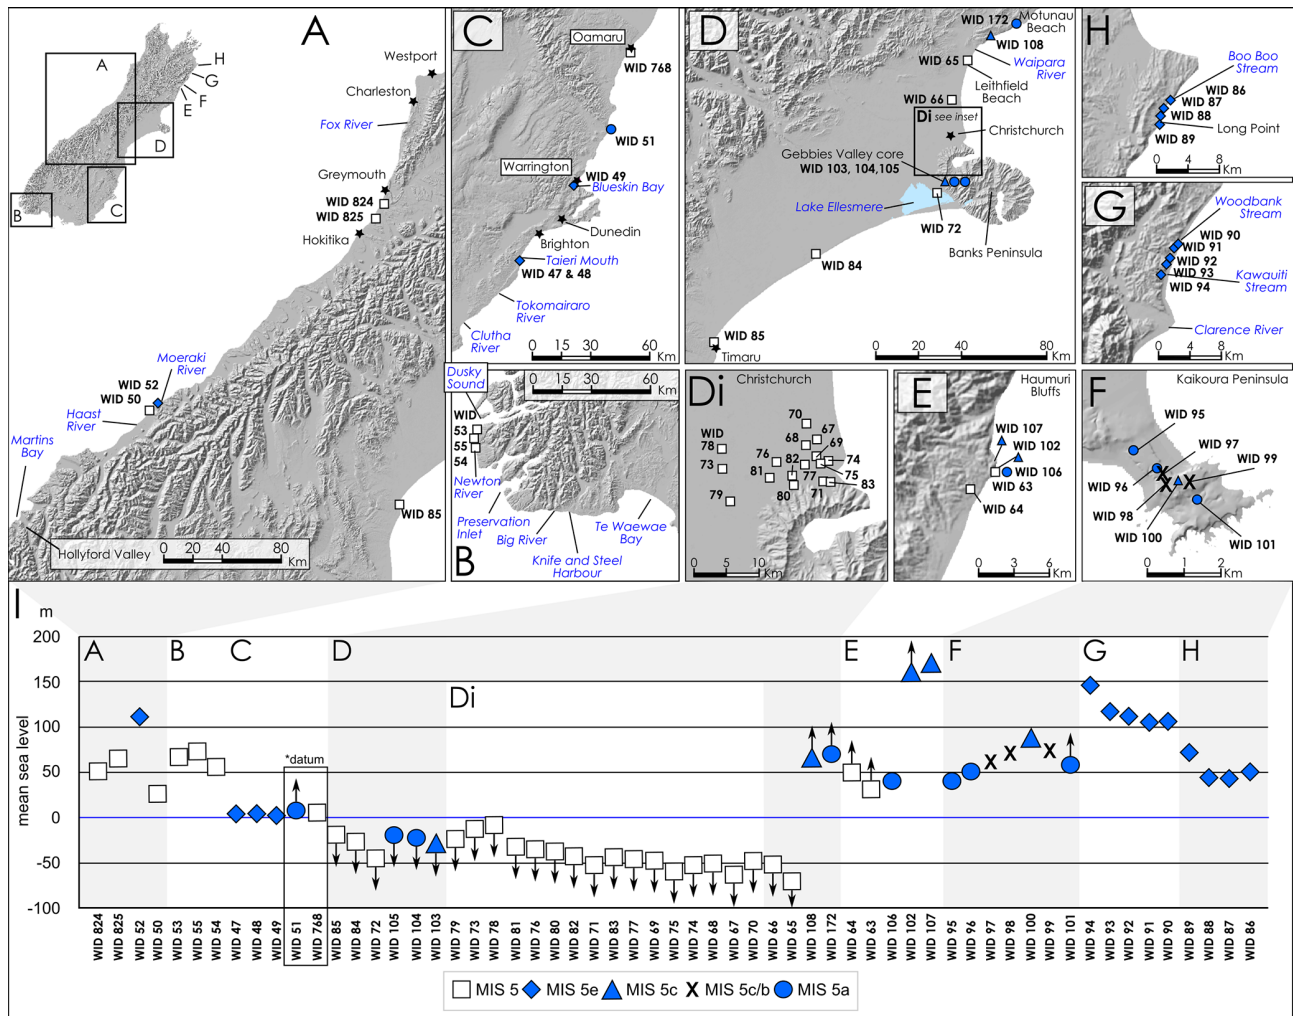 A
H
G
F
E
D
B
C
A
Westport
Charleston
Fox River
Greymouth
WID 824
WID 825
Hokitika
Moeraki
River
WID 52
WID 50
Haast
River
Martins
Bay
WID 85
Hollyford Valley
0 40 80
Km
C
Oamaru
WID 768
WID 51
Warrington
WID 49
Blueskin Bay
Dunedin
Brighton
Taieri Mouth
WID 47 & 48
Tokomairaro
River
Clutha
River
0 15 30 60
Km
Dusky
Sound
0 15 30 60
Km
WID
53
55
54
Newton
River
Preservation
Inlet
Big River
Te Waewae
Bay
Knife and Steel
Harbour
B
D
WID 172
Motunau
Beach
WID 108
Waipara
River
WID 65
Leithfield
Beach
WID 66
Di see inset
Christchurch
Gebbies Valley core
WID 103, 104,105
Lake Ellesmere
WID 72
Banks Peninsula
WID 84
WID 85
Timaru
0 20 40 80
Km
Di
Christchurch
70
67
WID
78
68
69
76
82
74
73
81
77
75
79
80
71
83
0 5 10
Km
E
Haumuri
Bluffs
WID 107
WID 102
WID 106
WID 63
WID 64
0 3 6
Km
H
Boo Boo
Stream
WID 86
WID 87
WID 88
Long Point
WID 89
0 4 8
Km
G
Woodbank
Stream
WID 90
WID 91
WID 92
WID 93
Kawauiti
Stream
WID 94
Clarence River
0 4 8
Km
F
Kaikoura Peninsula
WID 95
WID 97
WID 99
WID 96
WID 98
WID 100
WID 101
0 1 2
Km
I
m
mean sea level
200
150
100
50
0
-50
-100
A
B
C
D
Di
E
F
G
H
*datum
WID 824
WID 825
WID 52
WID 50
WID 53
WID 55
WID 54
WID 47
WID 48
WID 49
WID 51
WID 768
WID 85
WID 84
WID 72
WID 105
WID 104
WID 103
WID 79
WID 73
WID 78
WID 81
WID 76
WID 80
WID 82
WID 71
WID 83
WID 77
WID 69
WID 75
WID 74
WID 68
WID 67
WID 70
WID 66
WID 65
WID 108
WID 172
WID 64
WID 63
WID 106
WID 102
WID 107
WID 95
WID 96
WID 97
WID 98
WID 100
WID 99
WID 101
WID 94
WID 93
WID 92
WID 91
WID 90
WID 89
WID 88
WID 87
WID 86
MIS 5 MIS 5e MIS 5c X MIS 5c/b MIS 5a